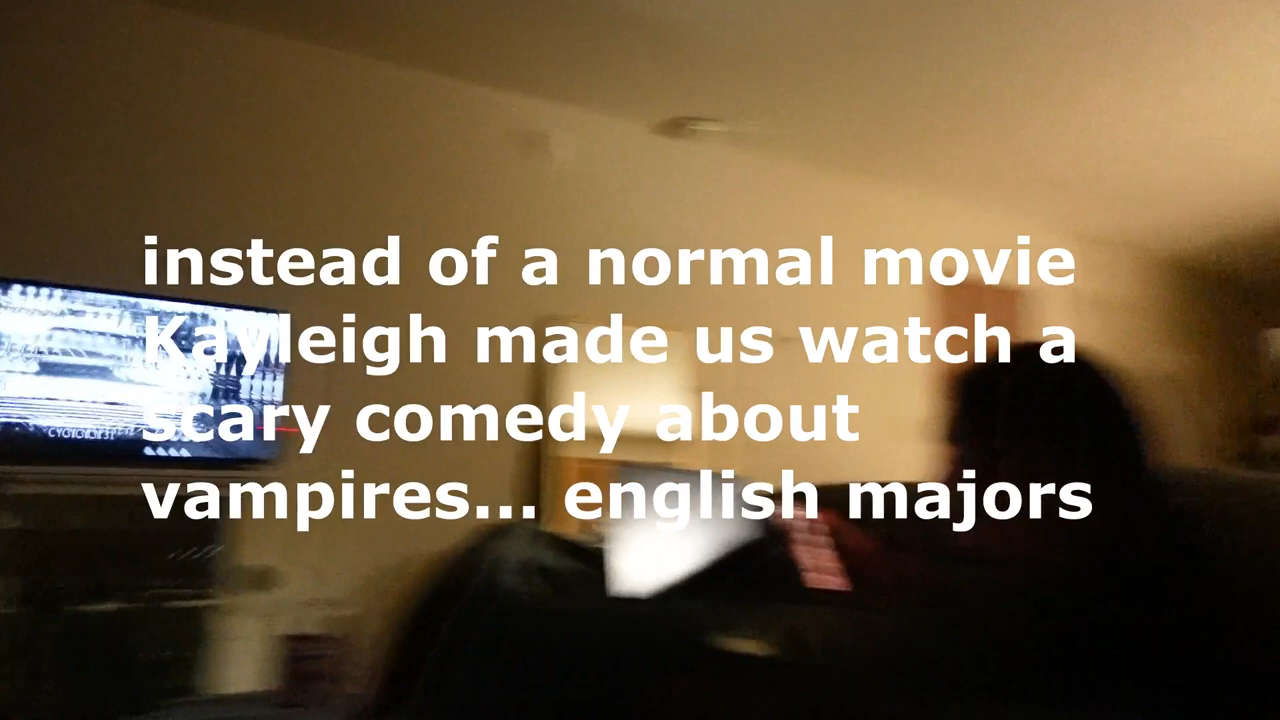 instead of a normal movie
Kayleigh made us watch a
scary comedy about
vampires... english majors